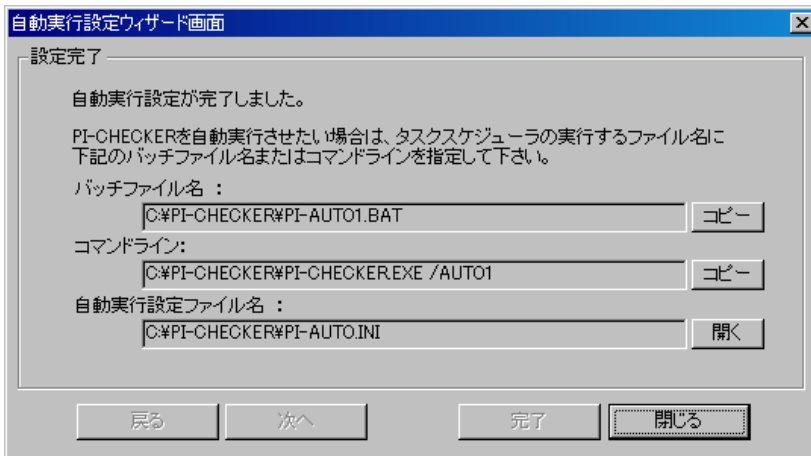 自動実行設定ウィザード画面
設定完了
自動実行設定が完了しました。
PI-CHECKERを自動実行させたい場合は、タスクスケジューラの実行するファイル名に
下記のバッチファイル名またはコマンドラインを指定して下さい。
バッチファイル名 :
C:¥PI-CHECKER¥PI-AUTO1.BAT コピー
コマンドライン:
C:¥PI-CHECKER¥PI-CHECKER.EXE /AUTO1 コピー
自動実行設定ファイル名 :
C:¥PI-CHECKER¥PI-AUTO.INI 開く
戻る 次へ 完了 閉じる